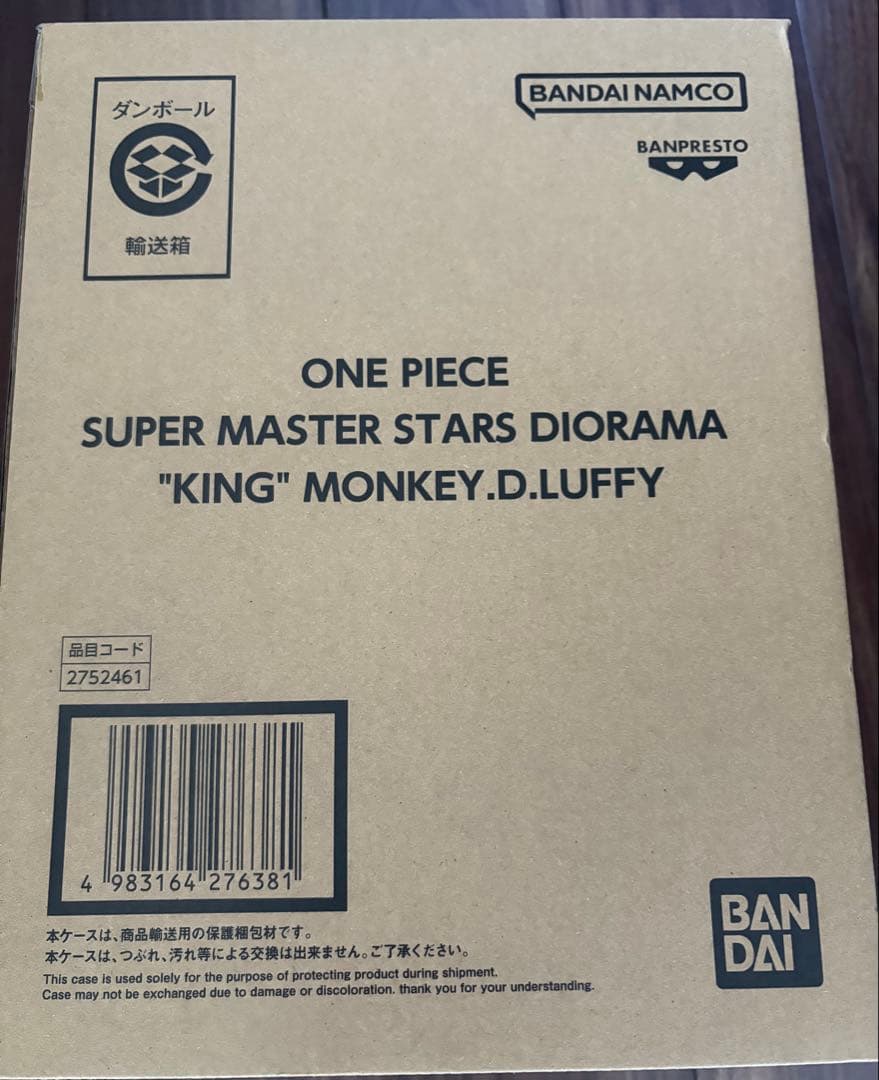 ダンボール
輸送箱
BANDAI NAMCO
BANPRESTO
ONE PIECE
SUPER MASTER STARS DIORAMA
"KING" MONKEY.D.LUFFY
品目コード
2752461
4 983164 276381
本ケースは、商品輸送用の保護梱包材です。
本ケースは、つぶれ、汚れ等による交換は出来ません。ご了承ください。
This case is used solely for the purpose of protecting product during shipment.
Case may not be exchanged due to damage or discoloration. thank you for your understanding.
BAN
DAI